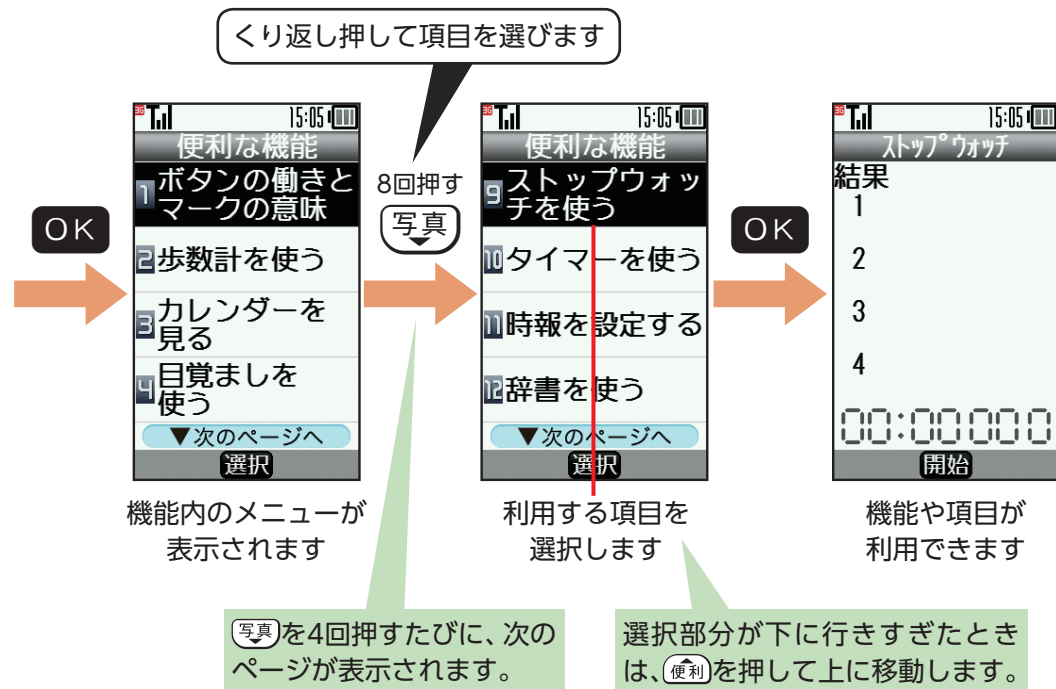 くり返し押して項目を選びます
OK
3G 15:05
便利な機能
1 ボタンの働きと
マークの意味
2 歩数計を使う
3 カレンダーを
見る
4 目覚ましを
使う
▼次のページへ
選択
機能内のメニューが
表示されます
8回押す
写真
3G 15:05
便利な機能
9 ストップウォッ
チを使う
10 タイマーを使う
11 時報を設定する
12 辞書を使う
▼次のページへ
選択
利用する項目を
選択します
OK
3G 15:05
ストップウォッチ
結果
1
2
3
4
00:00 00 0
開始
機能や項目が
利用できます
写真を4回押すたびに、次の
ページが表示されます。
選択部分が下に行きすぎたとき
は、便利を押して上に移動します。